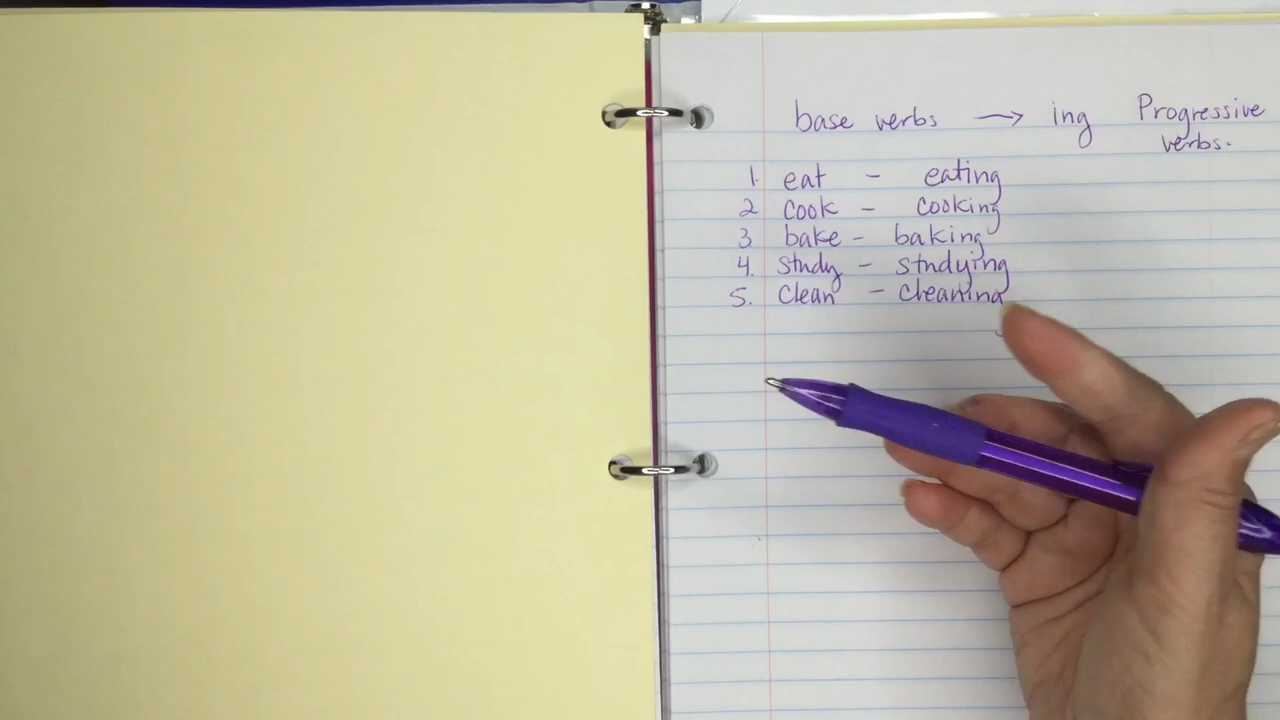 base verbs → ing Progressive
verbs.
1. eat - eating
2 cook - cooking
3 bake - baking
4. study - studying
5. clean - cleaning